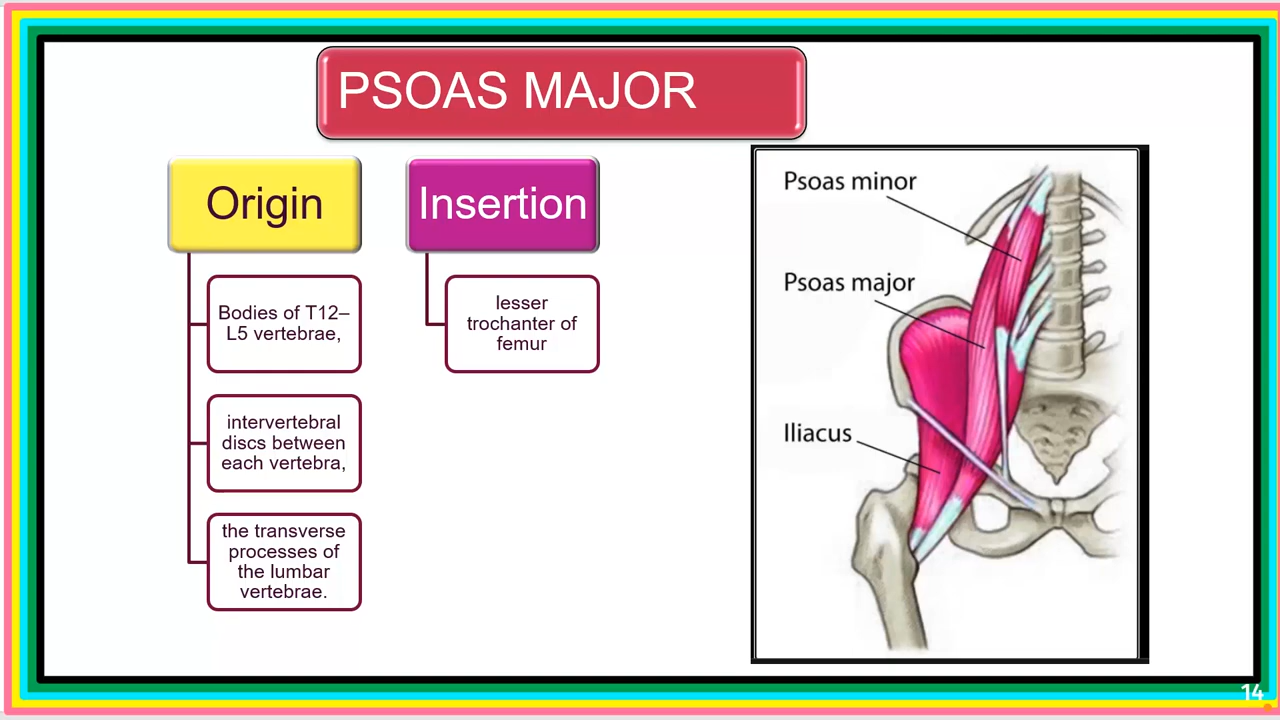 PSOAS MAJOR
Origin
Bodies of T12–
L5 vertebrae,
intervertebral
discs between
each vertebra,
the transverse
processes of
the lumbar
vertebrae.
Insertion
lesser
trochanter of
femur
Psoas minor
Psoas major
Iliacus
14